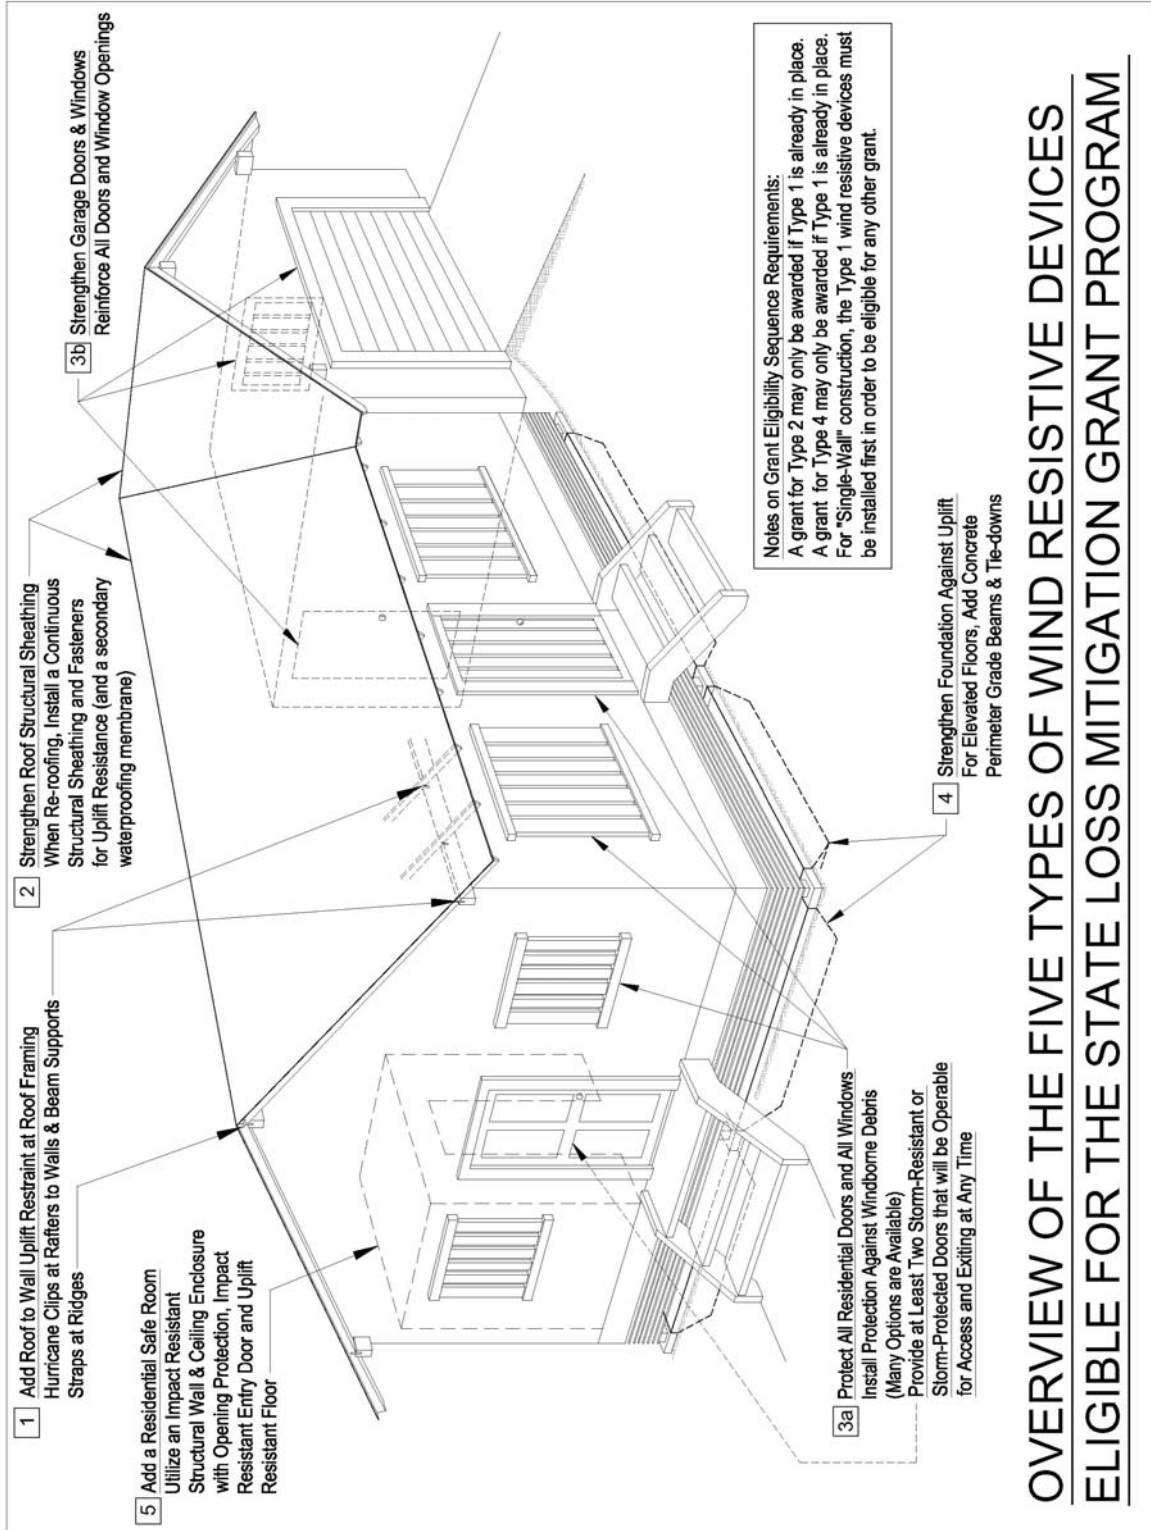 1
Add Roof to Wall Uplift Restraint at Roof Framing
Hurricane Clips at Rafters to Walls & Beam Supports
Straps at Ridges
2
Strengthen Roof Structural Sheathing
When Re-roofing, Install a Continuous
Structural Sheathing and Fasteners
for Uplift Resistance (and a secondary
waterproofing membrane)
3b
Strengthen Garage Doors & Windows
Reinforce All Doors and Window Openings
5
Add a Residential Safe Room
Utilize an Impact Resistant
Structural Wall & Ceiling Enclosure
with Opening Protection, Impact
Resistant Entry Door and Uplift
Resistant Floor
3a
Protect All Residential Doors and All Windows
Install Protection Against Windborne Debris
(Many Options are Available)
Provide at Least Two Storm-Resistant or
Storm-Protected Doors that will be Operable
for Access and Exiting at Any Time
4
Strengthen Foundation Against Uplift
For Elevated Floors, Add Concrete
Perimeter Grade Beams & Tie-downs
Notes on Grant Eligibility Sequence Requirements:
A grant for Type 2 may only be awarded if Type 1 is already in place.
A grant for Type 4 may only be awarded if Type 1 is already in place.
For "Single-Wall" construction, the Type 1 wind resistive devices must
be installed first in order to be eligible for any other grant.
OVERVIEW OF THE FIVE TYPES OF WIND RESISTIVE DEVICES
ELIGIBLE FOR THE STATE LOSS MITIGATION GRANT PROGRAM